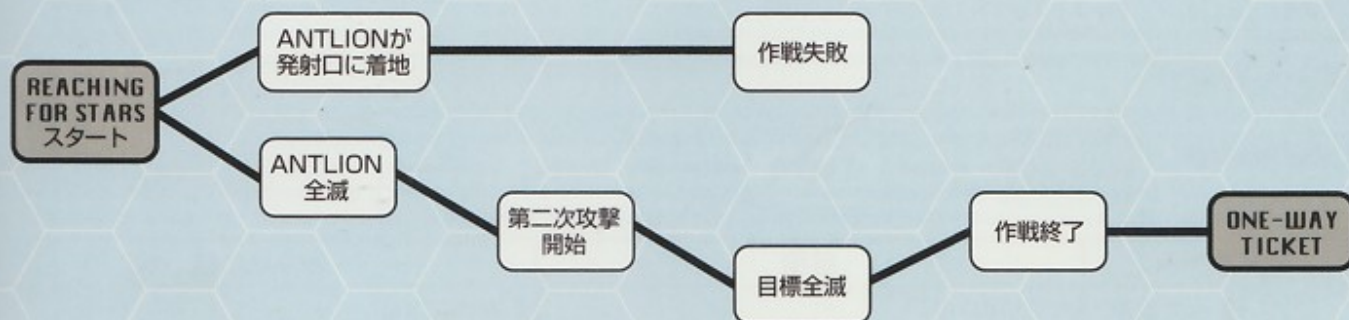 REACHING
FOR STARS
スタート
ANTLIONが
発射口に着地
作戦失敗
ANTLION
全滅
第二次攻撃
開始
目標全滅
作戦終了
ONE-WAY
TICKET